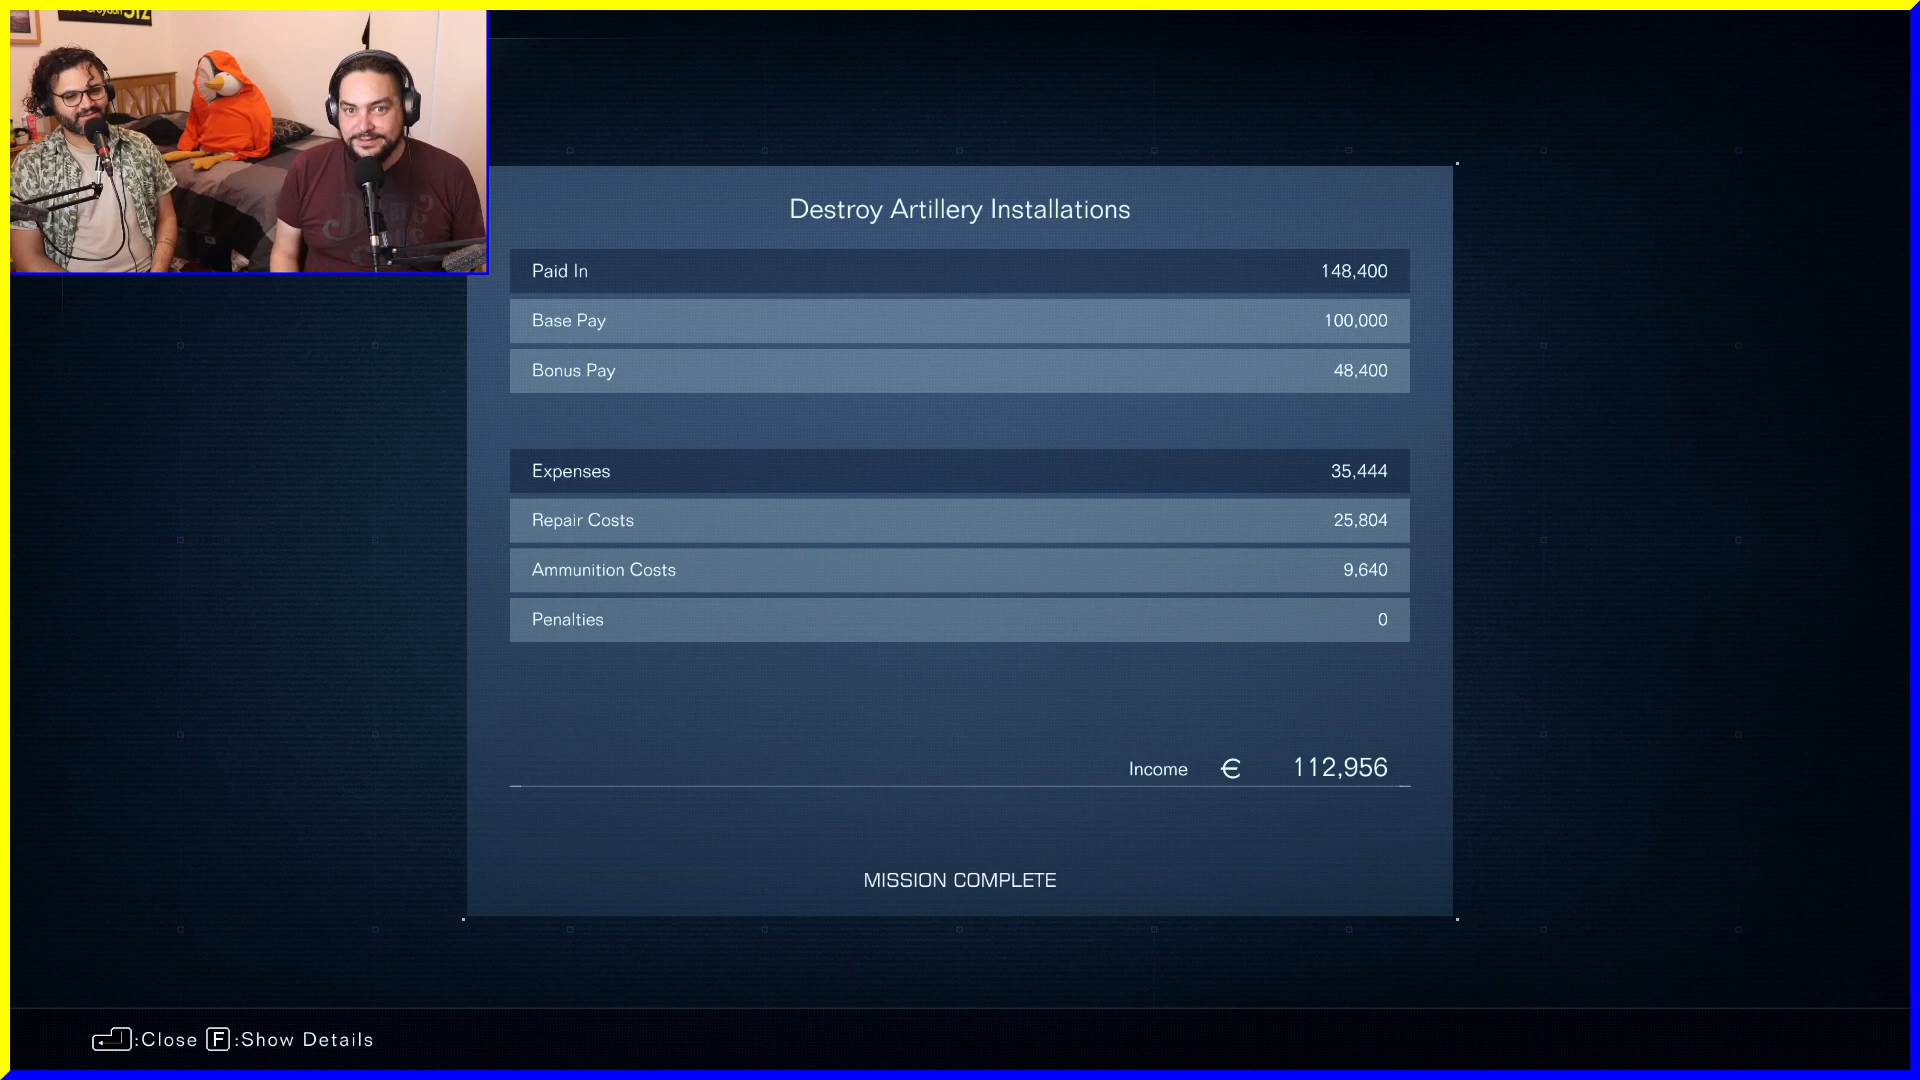 Destroy Artillery Installations
Paid In 148,400
Base Pay 100,000
Bonus Pay 48,400
Expenses 35,444
Repair Costs 25,804
Ammunition Costs 9,640
Penalties 0
Income 112,956
MISSION COMPLETE
:Close F :Show Details